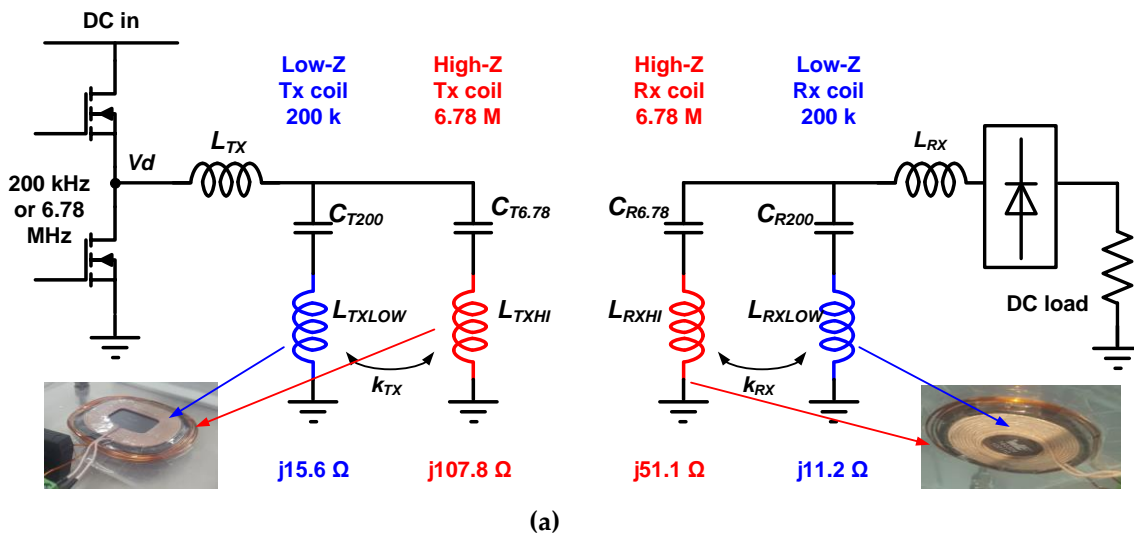 DC in
Low-Z
Tx coil
200 k
High-Z
Tx coil
6.78 M
High-Z
Rx coil
6.78 M
Low-Z
Rx coil
200 k
L_TX
L_RX
Vd
200 kHz
or 6.78
MHz
C_T200
C_T6.78
C_R6.78
C_R200
L_TXLOW
L_TXHI
L_RXHI
L_RXLOW
DC load
k_TX
k_RX
j15.6 Ω
j107.8 Ω
j51.1 Ω
j11.2 Ω
(a)